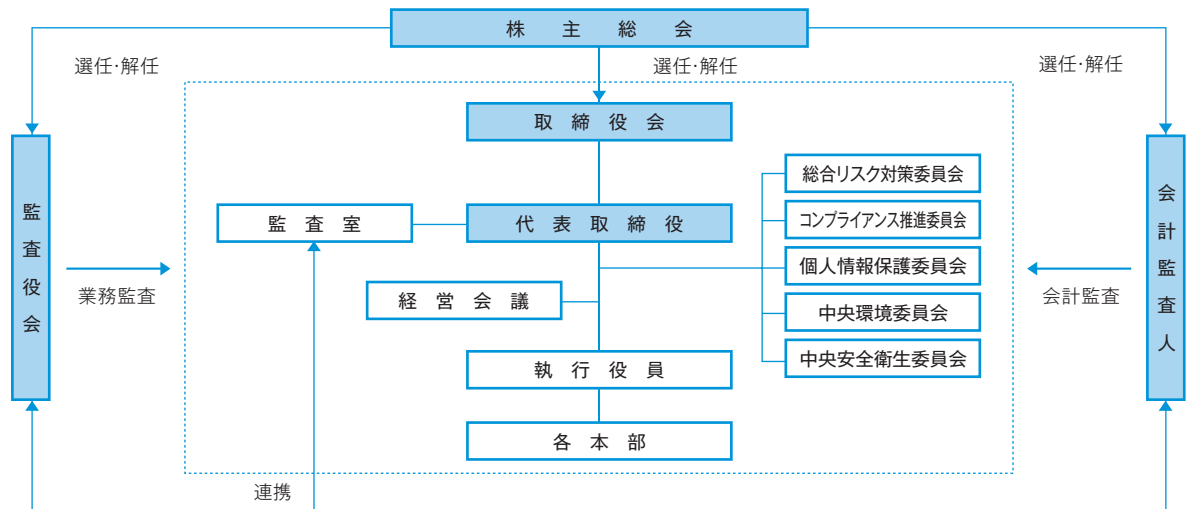 株主総会
選任・解任
選任・解任
選任・解任
取締役会
総合リスク対策委員会
監査役会
会計監査人
監査室
代表取締役
コンプライアンス推進委員会
個人情報保護委員会
業務監査
会計監査
経営会議
中央環境委員会
執行役員
中央安全衛生委員会
各本部
連携